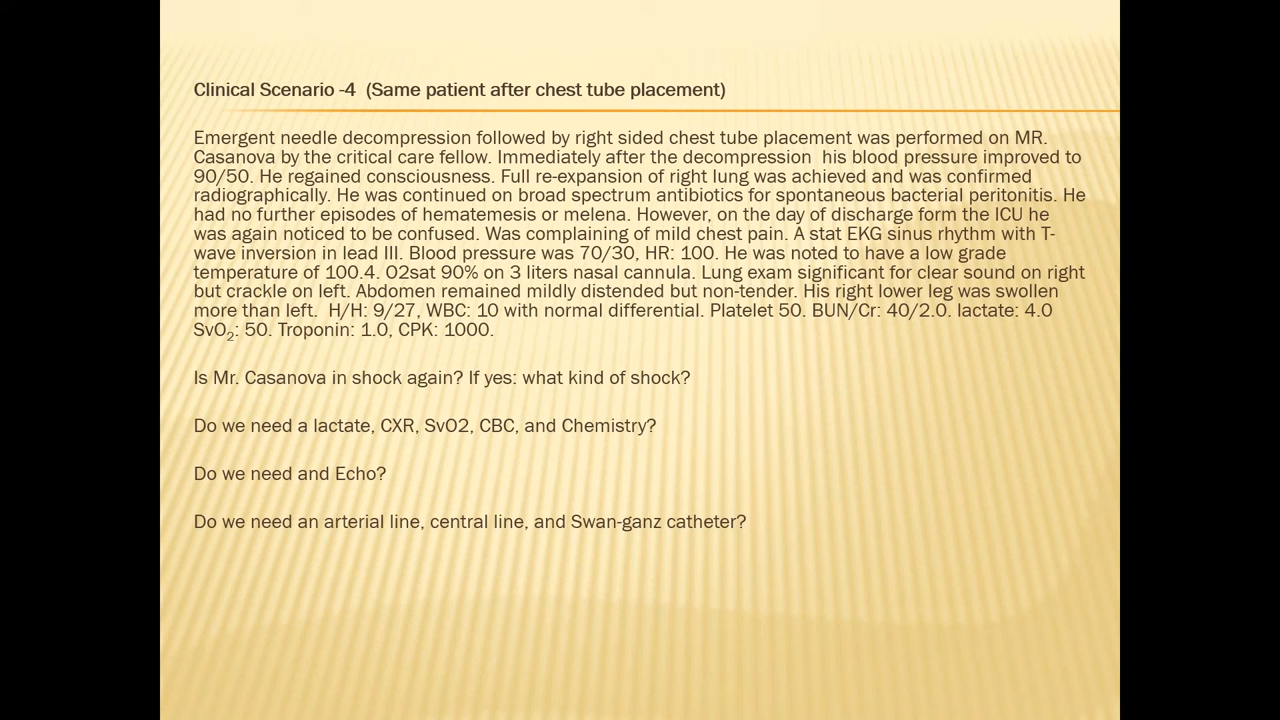 Clinical Scenario -4  (Same patient after chest tube placement)
Emergent needle decompression followed by right sided chest tube placement was performed on MR.
Casanova by the critical care fellow. Immediately after the decompression  his blood pressure improved to
90/50. He regained consciousness. Full re-expansion of right lung was achieved and was confirmed
radiographically. He was continued on broad spectrum antibiotics for spontaneous bacterial peritonitis. He
had no further episodes of hematemesis or melena. However, on the day of discharge form the ICU he
was again noticed to be confused. Was complaining of mild chest pain. A stat EKG sinus rhythm with T-
wave inversion in lead III. Blood pressure was 70/30, HR: 100. He was noted to have a low grade
temperature of 100.4. O2sat 90% on 3 liters nasal cannula. Lung exam significant for clear sound on right
but crackle on left. Abdomen remained mildly distended but non-tender. His right lower leg was swollen
more than left.  H/H: 9/27, WBC: 10 with normal differential. Platelet 50. BUN/Cr: 40/2.0. lactate: 4.0
SvO₂: 50. Troponin: 1.0, CPK: 1000.
Is Mr. Casanova in shock again? If yes: what kind of shock?
Do we need a lactate, CXR, SvO2, CBC, and Chemistry?
Do we need and Echo?
Do we need an arterial line, central line, and Swan-ganz catheter?